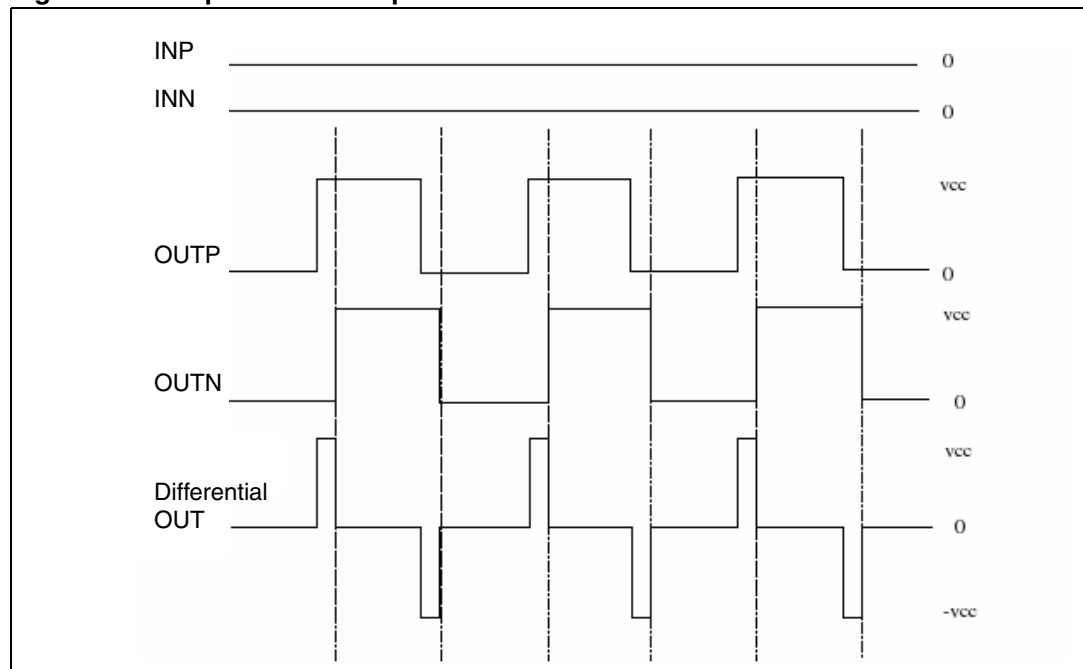 INP
0
INN
0
vcc
OUTP
0
vcc
OUTN
0
vcc
Differential
OUT
0
-vcc